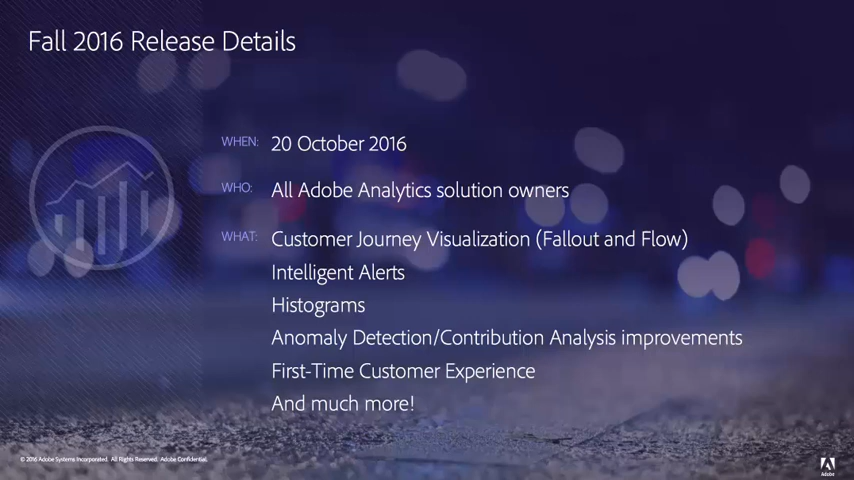 Fall 2016 Release Details
WHEN: 20 October 2016
WHO: All Adobe Analytics solution owners
WHAT: Customer Journey Visualization (Fallout and Flow)
Intelligent Alerts
Histograms
Anomaly Detection/Contribution Analysis improvements
First-Time Customer Experience
And much more!
© 2016 Adobe Systems Incorporated. All Rights Reserved. Adobe Confidential.
Adobe